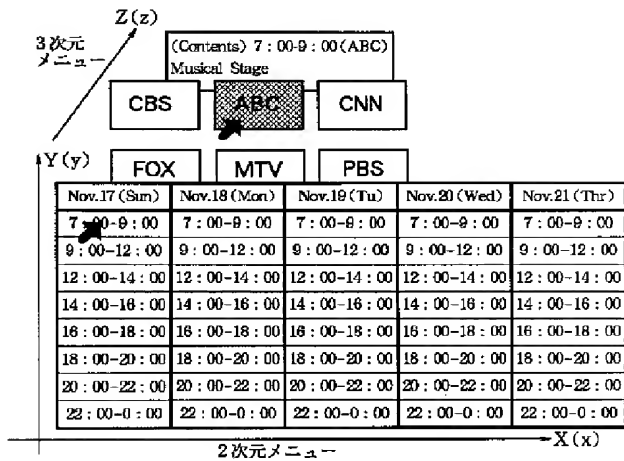 Z(z)
3次元
メニュー
(Contents) 7:00-9:00(ABC)
Musical Stage
CBS ABC CNN
Y(y)
FOX MTV PBS
Nov.17(Sun) Nov.18(Mon) Nov.19(Tu) Nov.20(Wed) Nov.21(Thr)
7:00-9:00 7:00-9:00 7:00-9:00 7:00-9:00 7:00-9:00
9:00-12:00 9:00-12:00 9:00-12:00 9:00-12:00 9:00-12:00
12:00-14:00 12:00-14:00 12:00-14:00 12:00-14:00 12:00-14:00
14:00-16:00 14:00-16:00 14:00-16:00 14:00-16:00 14:00-16:00
16:00-18:00 16:00-18:00 16:00-18:00 16:00-18:00 16:00-18:00
18:00-20:00 18:00-20:00 18:00-20:00 18:00-20:00 18:00-20:00
20:00-22:00 20:00-22:00 20:00-22:00 20:00-22:00 20:00-22:00
22:00-0:00 22:00-0:00 22:00-0:00 22:00-0:00 22:00-0:00
2次元メニュー X(x)